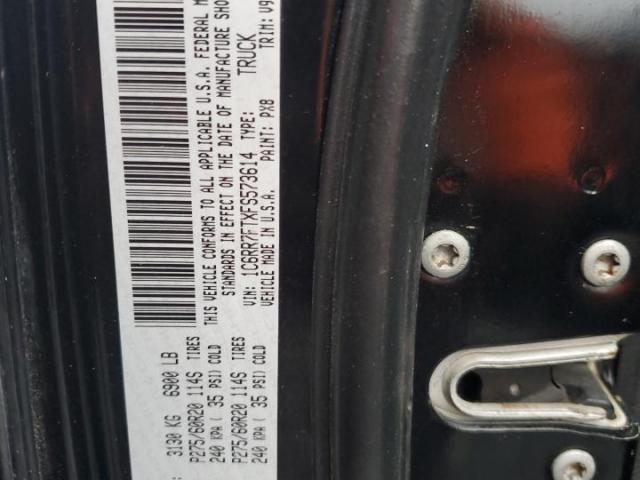 3130 KG 6900 LB
P275/60R20 114S TIRES
240 KPA ( 35 PSI) COLD
P275/60R20 114S TIRES
240 KPA ( 35 PSI) COLD
THIS VEHICLE CONFORMS TO ALL APPLICABLE U.S.A. FEDERAL
STANDARDS IN EFFECT ON THE DATE OF MANUFACTURE
VIN: 1C6RR7FTXFS573614 TYPE: TRUCK
VEHICLE MADE IN U.S.A. PAINT: PX8 TRIM: